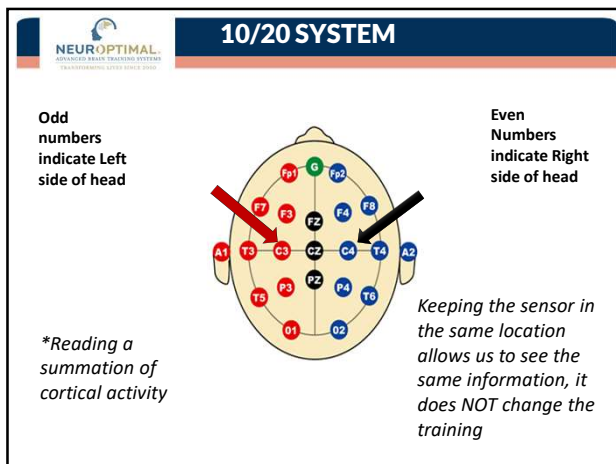 NEUROPTIMAL
ADVANCED BRAIN TRAINING SYSTEMS
TRANSFORMING LIVES SINCE 2000
10/20 SYSTEM
Odd
numbers
indicate Left
side of head
Even
Numbers
indicate Right
side of head
Fp1 G Fp2
F7 F3 FZ F4 F8
A1 T3 C3 CZ C4 T4 A2
T5 P3 PZ P4 T6
01 02
*Reading a
summation of
cortical activity
Keeping the sensor in
the same location
allows us to see the
same information, it
does NOT change the
training